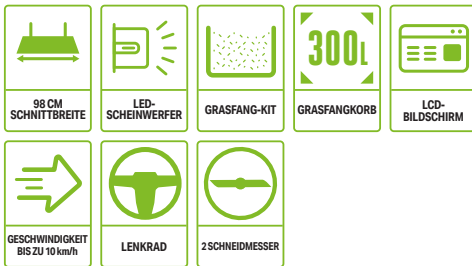 98 CM
SCHNITTBREITE
LED-
SCHEINWERFER
GRASFANG-KIT
300L
GRASFANGKORB
LCD-
BILDSCHIRM
GESCHWINDIGKEIT
BIS ZU 10 km/h
LENKRAD
2 SCHNEIDMESSER